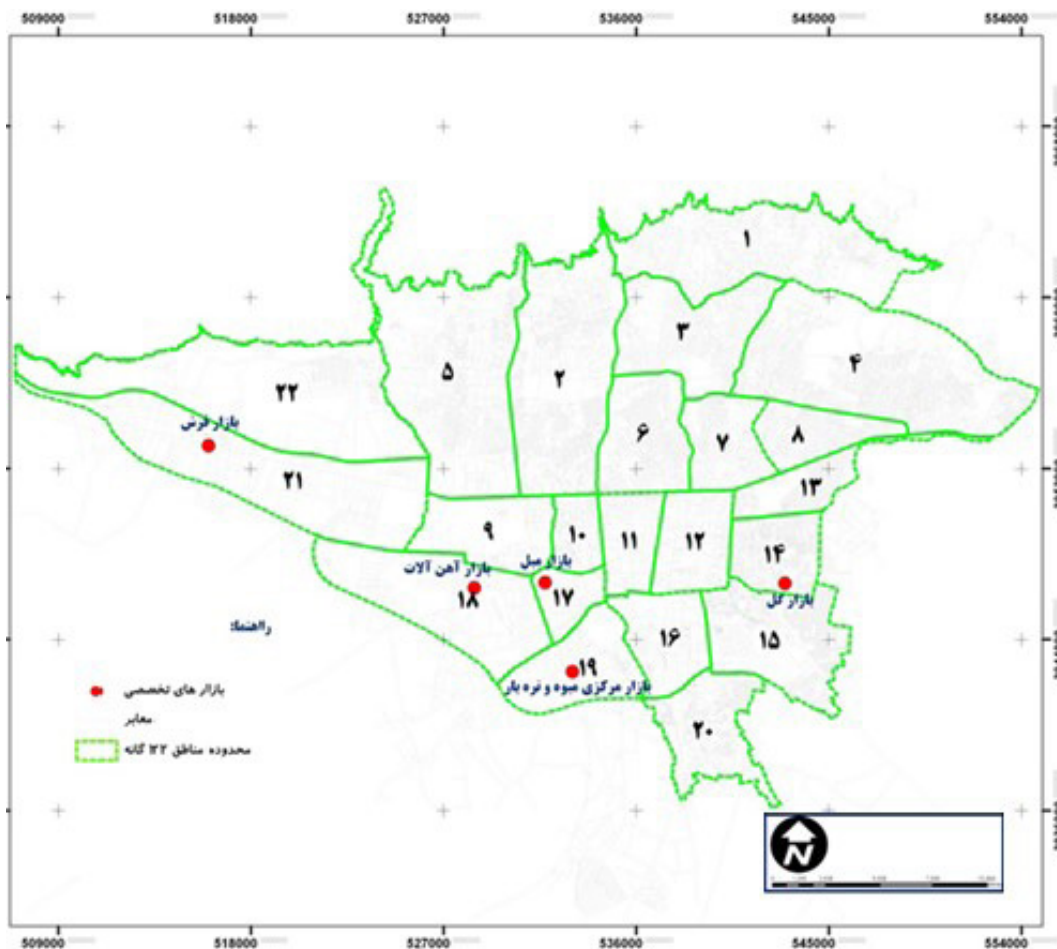 509000 518000 527000 536000 545000 554000
۱
۳
۴
۵
۲
۲۲
۶
۷
۸
بازار فرش
۲۱
۱۳
۹
۱۰
۱۱
۱۲
۱۴
بازار آهن آلات
بازار مبل
۱۸
۱۷
بازار گل
۱۶
۱۵
۱۹
بازار مرکزی میوه و تره بار
۲۰
راهنما:
بازار های تخصصی
معابر
محدوده مناطق ۲۲ گانه
N
509000 518000 527000 536000 545000 554000